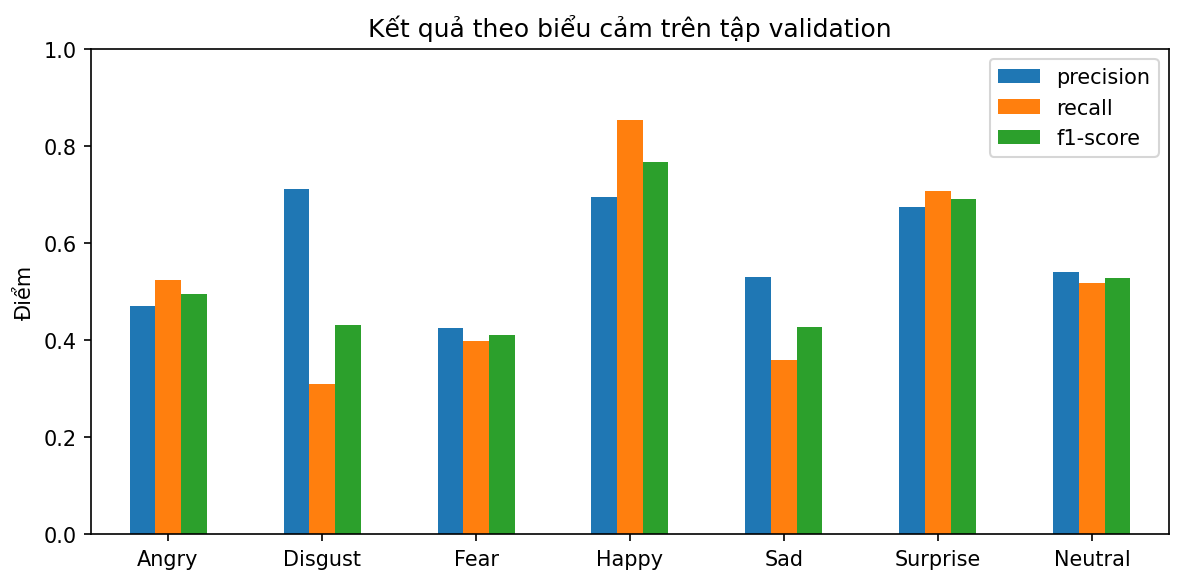 Kết quả theo biểu cảm trên tập validation
1.0
0.8
0.6
0.4
0.2
0.0
Điểm
precision
recall
f1-score
Angry Disgust Fear Happy Sad Surprise Neutral